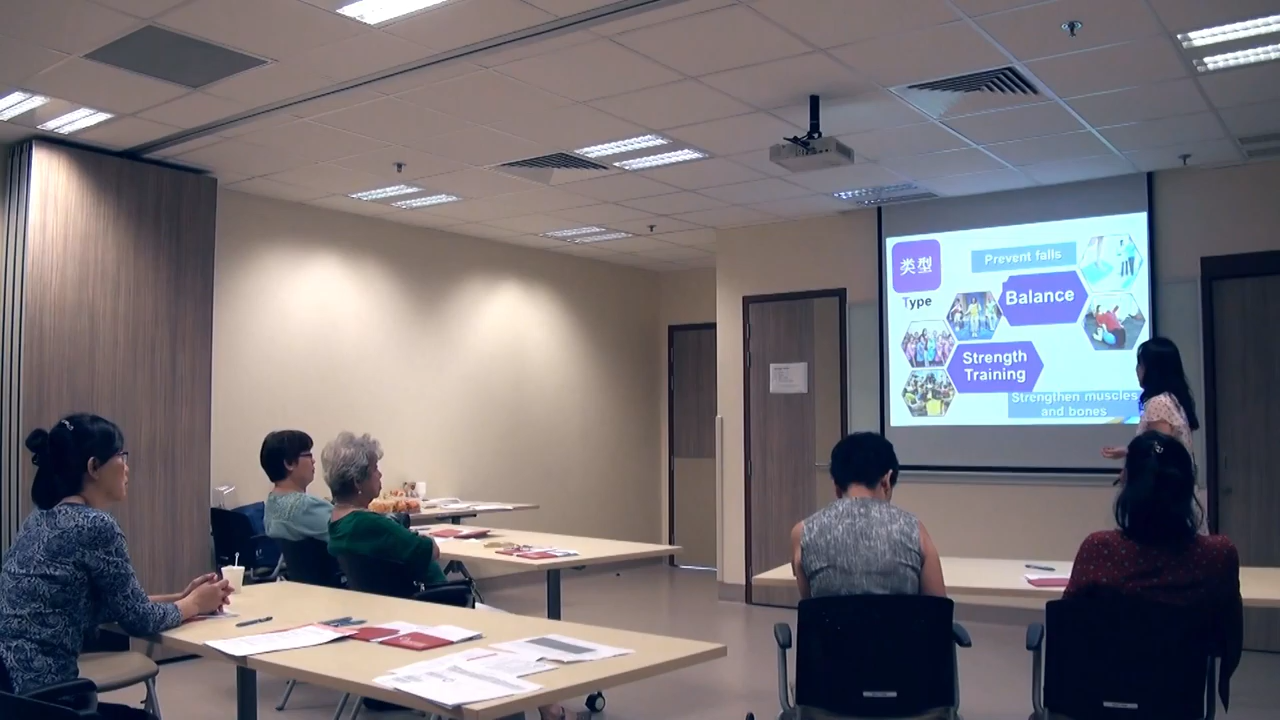 类型
Type
Prevent falls
Balance
Strength
Training
Strengthen muscles
and bones